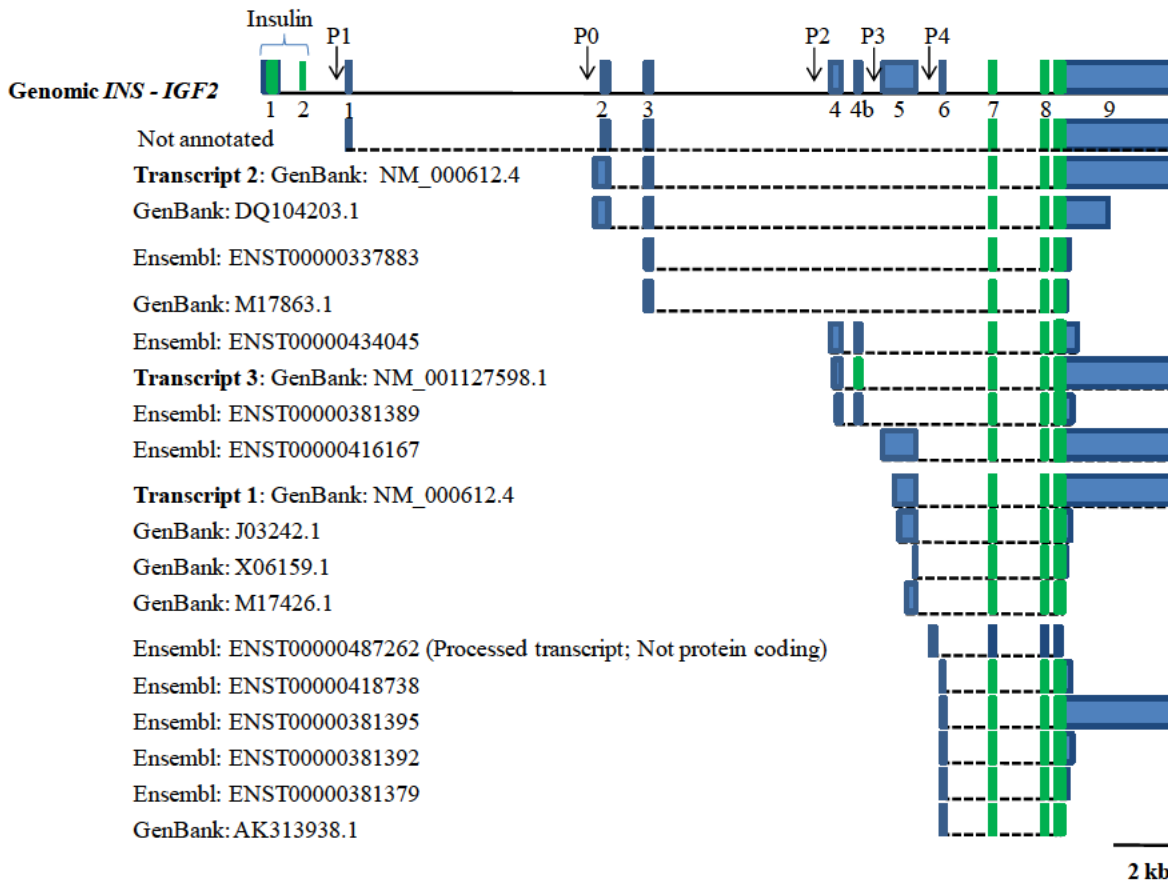 Insulin
P1 P0 P2 P3 P4
Genomic INS - IGF2
1 2 1 2 3 4 4b 5 6 7 8 9
Not annotated
Transcript 2: GenBank: NM_000612.4
GenBank: DQ104203.1
Ensembl: ENST00000337883
GenBank: M17863.1
Ensembl: ENST00000434045
Transcript 3: GenBank: NM_001127598.1
Ensembl: ENST00000381389
Ensembl: ENST00000416167
Transcript 1: GenBank: NM_000612.4
GenBank: J03242.1
GenBank: X06159.1
GenBank: M17426.1
Ensembl: ENST00000487262 (Processed transcript; Not protein coding)
Ensembl: ENST00000418738
Ensembl: ENST00000381395
Ensembl: ENST00000381392
Ensembl: ENST00000381379
GenBank: AK313938.1
2 kb